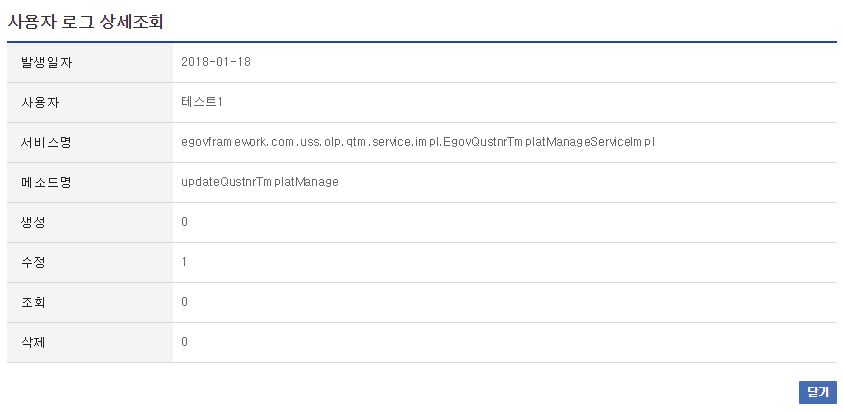 사용자 로그 상세조회
발생일자 2018-01-18
사용자 테스트1
서비스명 egovframework.com.uss.olp.qtm.service.impl.EgovQustnrTmplatManageServiceImpl
메소드명 updateQustnrTmplatManage
생성 0
수정 1
조회 0
삭제 0
닫기